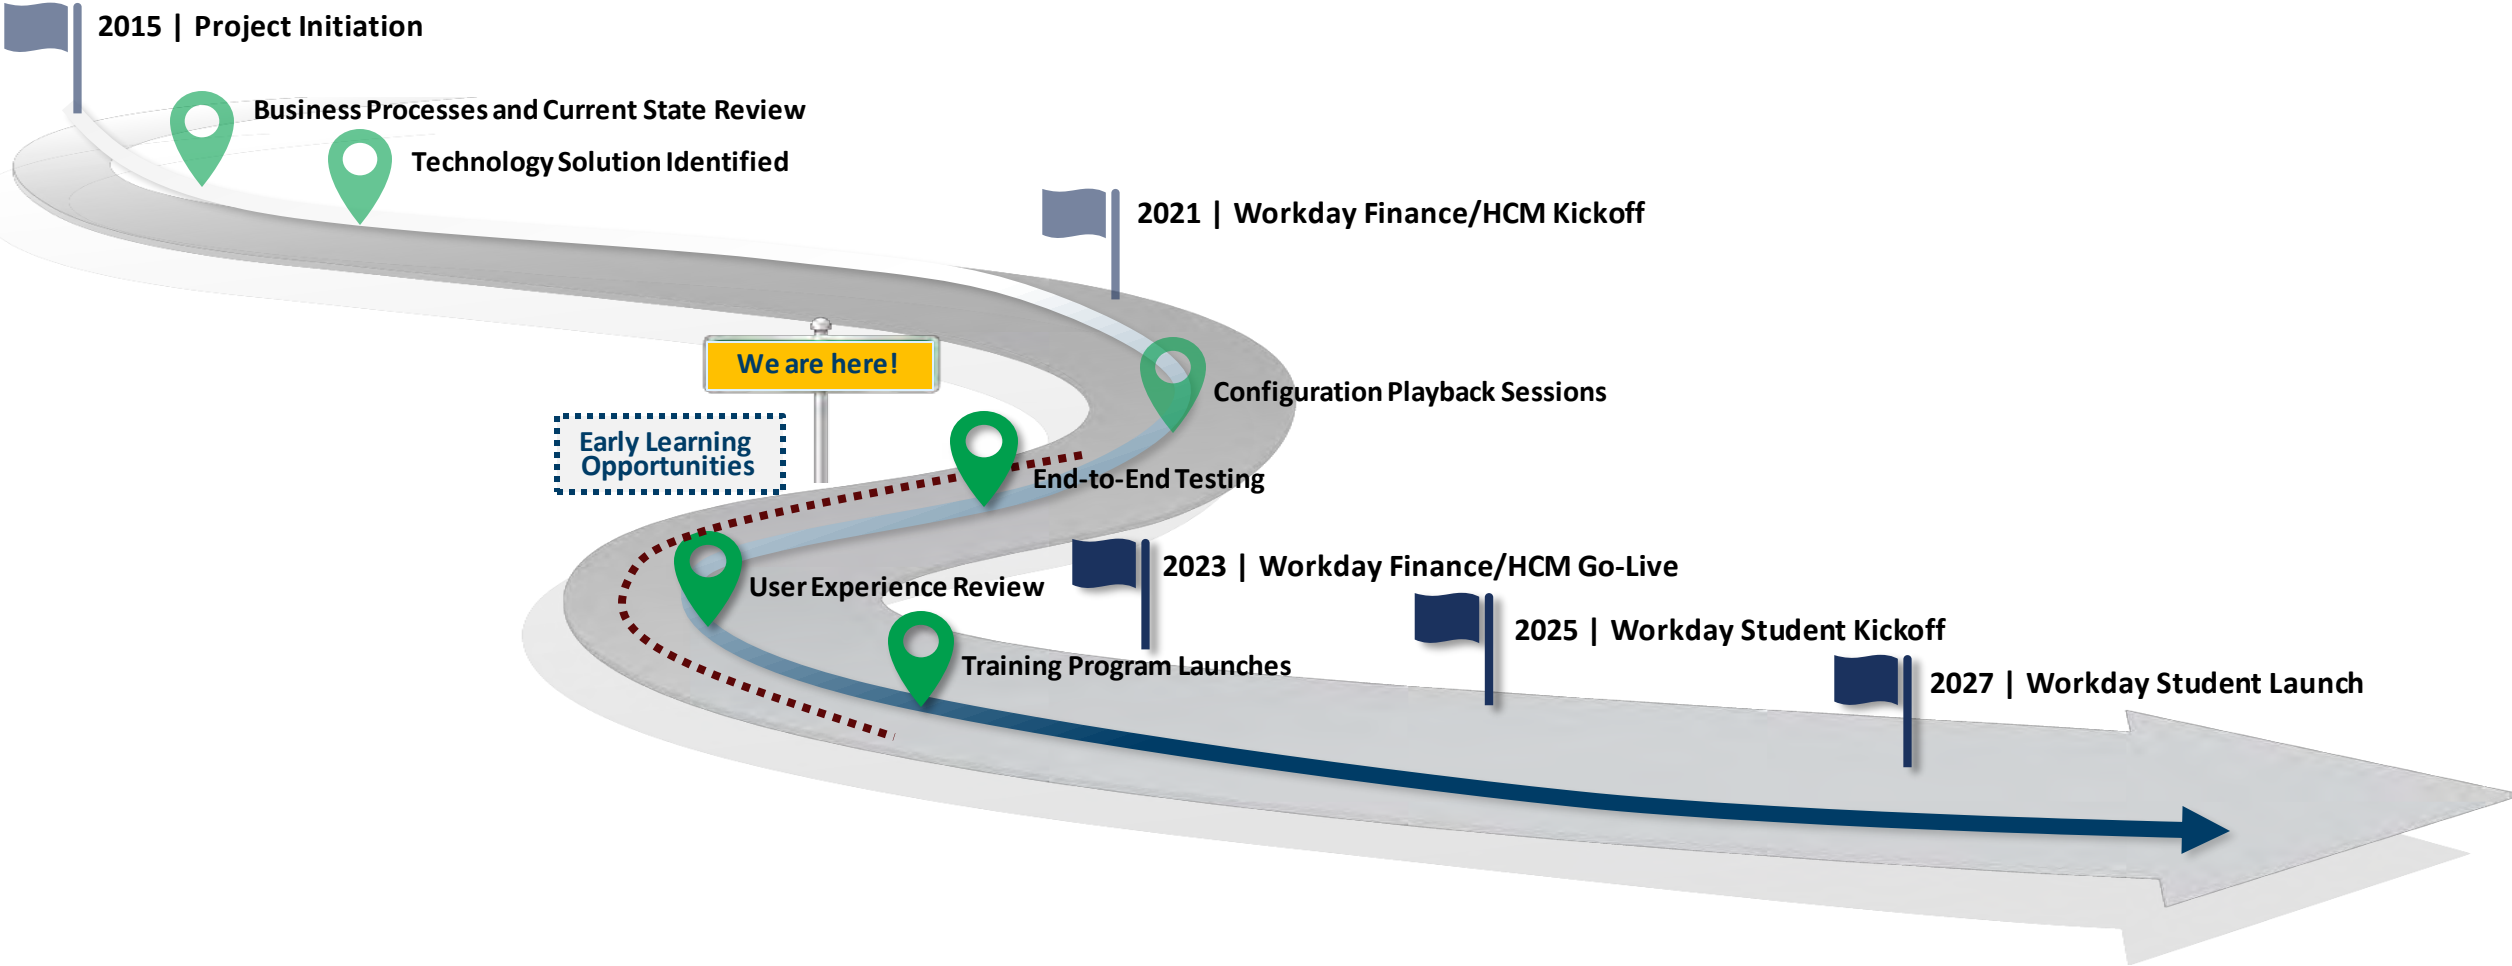 2015 | Project Initiation
Business Processes and Current State Review
Technology Solution Identified
2021 | Workday Finance/HCM Kickoff
We are here!
Configuration Playback Sessions
Early Learning
Opportunities
End-to-End Testing
2023 | Workday Finance/HCM Go-Live
User Experience Review
2025 | Workday Student Kickoff
Training Program Launches
2027 | Workday Student Launch